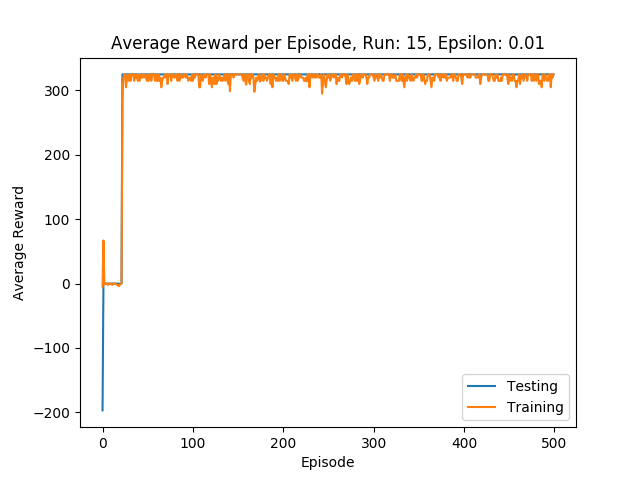 Average Reward per Episode, Run: 15, Epsilon: 0.01
Average Reward
300
200
100
0
−100
−200
0 100 200 300 400 500
Episode
Testing
Training